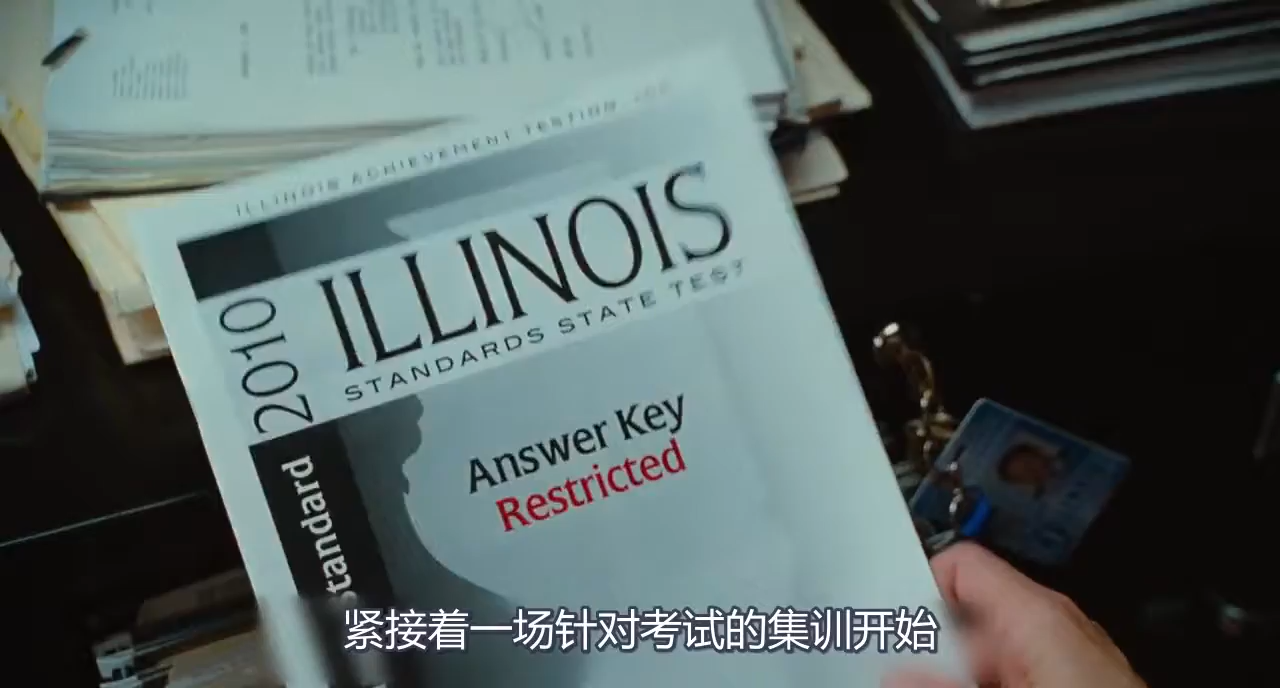 ILLINOIS ACHIEVEMENT TESTING
2010
ILLINOIS
STANDARDS STATE TEST
Answer Key
Restricted
tandard
紧接着一场针对考试的集训开始